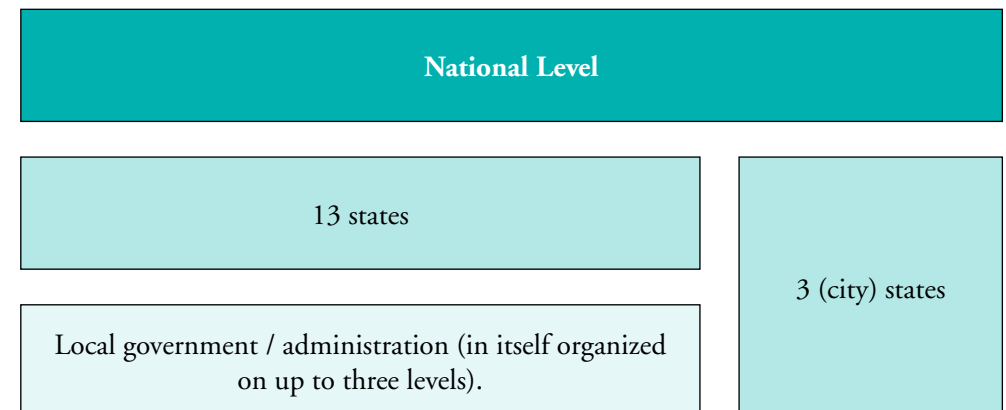 National Level
13 states
3 (city) states
Local government / administration (in itself organized
on up to three levels).